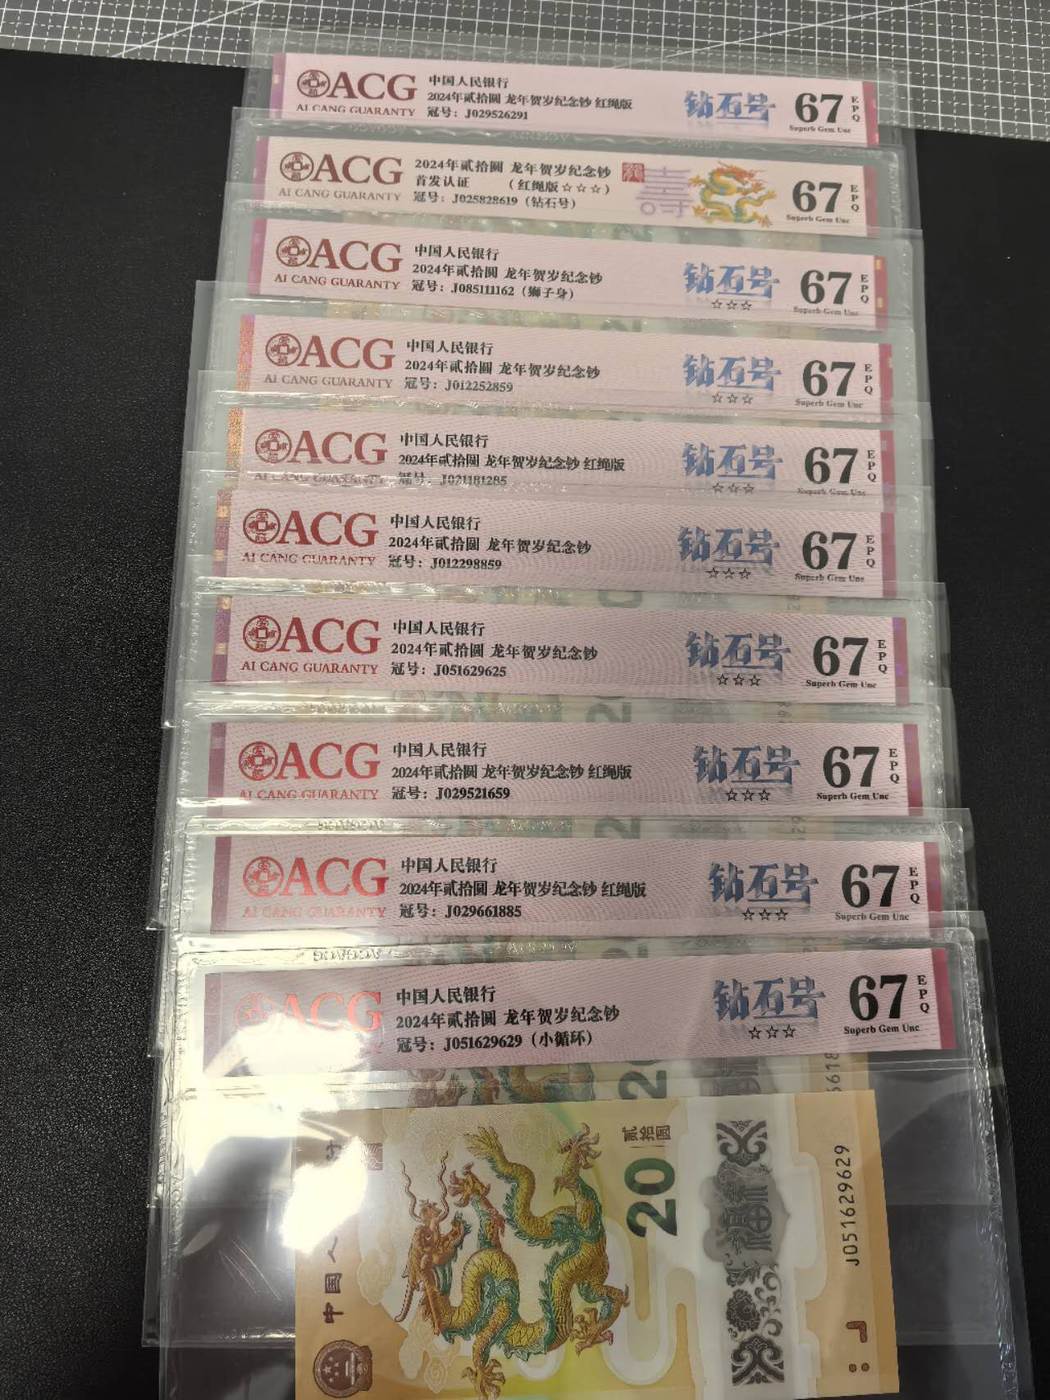 ACG
AI CANG GUARANTY
中国人民银行
2024年贰拾圆 龙年贺岁纪念钞 红绳版
冠号：J029526291
钻石号
67
EPQ
Superb Gem Unc
ACG
AI CANG GUARANTY
2024年贰拾圆 龙年贺岁纪念钞
首发认证 （红绳版☆☆☆）
冠号：J025828619（钻石号）
壽
67
EPQ
Superb Gem Unc
ACG
AI CANG GUARANTY
中国人民银行
2024年贰拾圆 龙年贺岁纪念钞
冠号：J085111162（狮子身）
钻石号
☆☆☆
67
EPQ
Superb Gem Unc
ACG
AI CANG GUARANTY
中国人民银行
2024年贰拾圆 龙年贺岁纪念钞
冠号：J012252859
钻石号
☆☆☆
67
EPQ
Superb Gem Unc
ACG
AI CANG GUARANTY
中国人民银行
2024年贰拾圆 龙年贺岁纪念钞 红绳版
冠号：J021181285
钻石号
☆☆☆
67
EPQ
Superb Gem Unc
ACG
AI CANG GUARANTY
中国人民银行
2024年贰拾圆 龙年贺岁纪念钞
冠号：J012298859
钻石号
☆☆☆
67
EPQ
Superb Gem Unc
ACG
AI CANG GUARANTY
中国人民银行
2024年贰拾圆 龙年贺岁纪念钞
冠号：J051629625
钻石号
☆☆☆
67
EPQ
Superb Gem Unc
ACG
AI CANG GUARANTY
中国人民银行
2024年贰拾圆 龙年贺岁纪念钞 红绳版
冠号：J029521659
钻石号
☆☆☆
67
EPQ
Superb Gem Unc
ACG
AI CANG GUARANTY
中国人民银行
2024年贰拾圆 龙年贺岁纪念钞 红绳版
冠号：J029661885
钻石号
☆☆☆
67
EPQ
Superb Gem Unc
ACG
中国人民银行
2024年贰拾圆 龙年贺岁纪念钞
冠号：J051629629（小循环）
钻石号
☆☆☆
67
EPQ
Superb Gem Unc
中国人
贰拾圆
20
J051629629